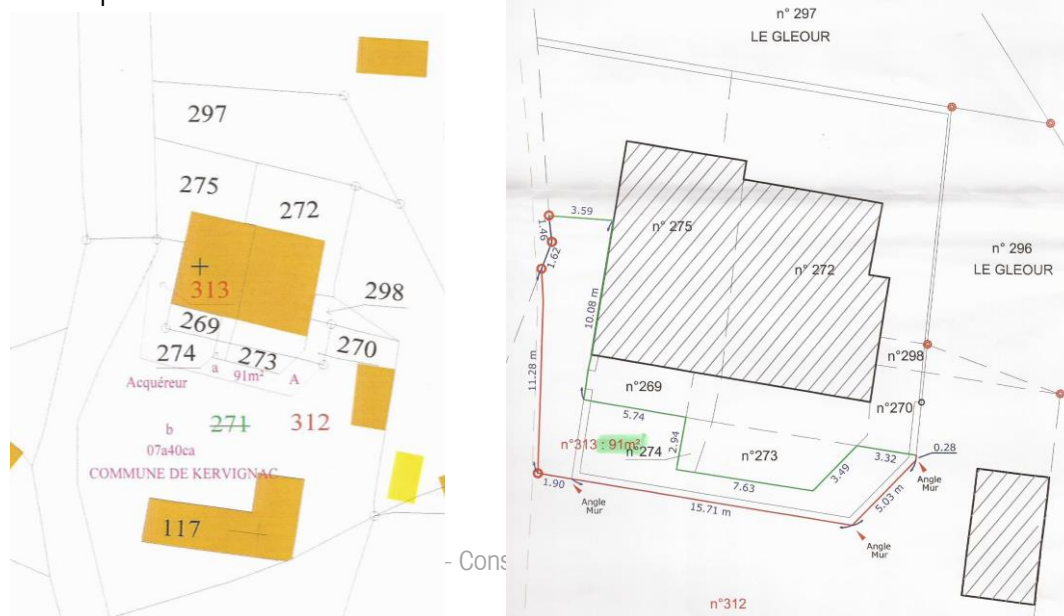 297
275
272
313
298
269
270
274
273
a
91m²
A
Acquéreur
271
312
b
07a40ca
COMMUNE DE KERVIGNAC
117
- Cons
n° 297
LE GLEOUR
3.59
1.46
1.62
n° 275
n° 272
n° 296
LE GLEOUR
10.08 m
11.28 m
n°298
n°269
n°270
5.74
n°313 : 91m²
n°274
2.94
n°273
3.49
3.32
0.28
7.63
1.90
Angle
Mur
15.71 m
5.03 m
Angle
Mur
Angle
Mur
n°312